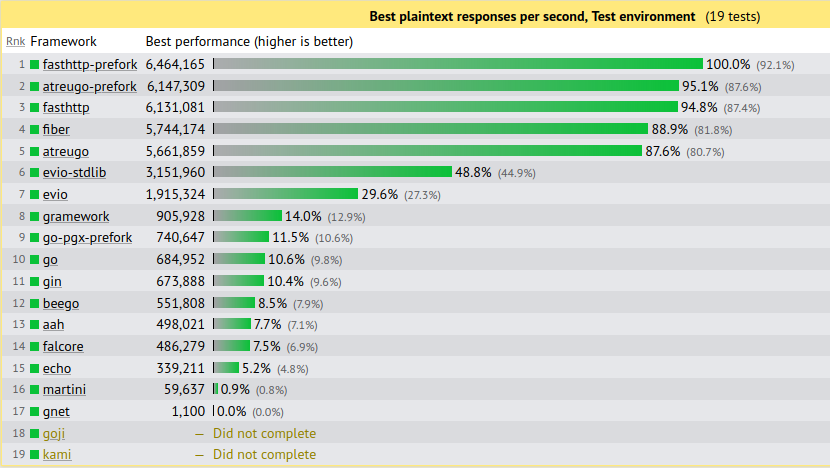 Best plaintext responses per second, Test environment (19 tests)
Rnk Framework Best performance (higher is better)
1 fasthttp-prefork 6,464,165 100.0% (92.1%)
2 atreugo-prefork 6,147,309 95.1% (87.6%)
3 fasthttp 6,131,081 94.8% (87.4%)
4 fiber 5,744,174 88.9% (81.8%)
5 atreugo 5,661,859 87.6% (80.7%)
6 evio-stdlib 3,151,960 48.8% (44.9%)
7 evio 1,915,324 29.6% (27.3%)
8 gramework 905,928 14.0% (12.9%)
9 go-pgx-prefork 740,647 11.5% (10.6%)
10 go 684,952 10.6% (9.8%)
11 gin 673,888 10.4% (9.6%)
12 beego 551,808 8.5% (7.9%)
13 aah 498,021 7.7% (7.1%)
14 falcore 486,279 7.5% (6.9%)
15 echo 339,211 5.2% (4.8%)
16 martini 59,637 0.9% (0.8%)
17 gnet 1,100 0.0% (0.0%)
18 goji — Did not complete
19 kami — Did not complete